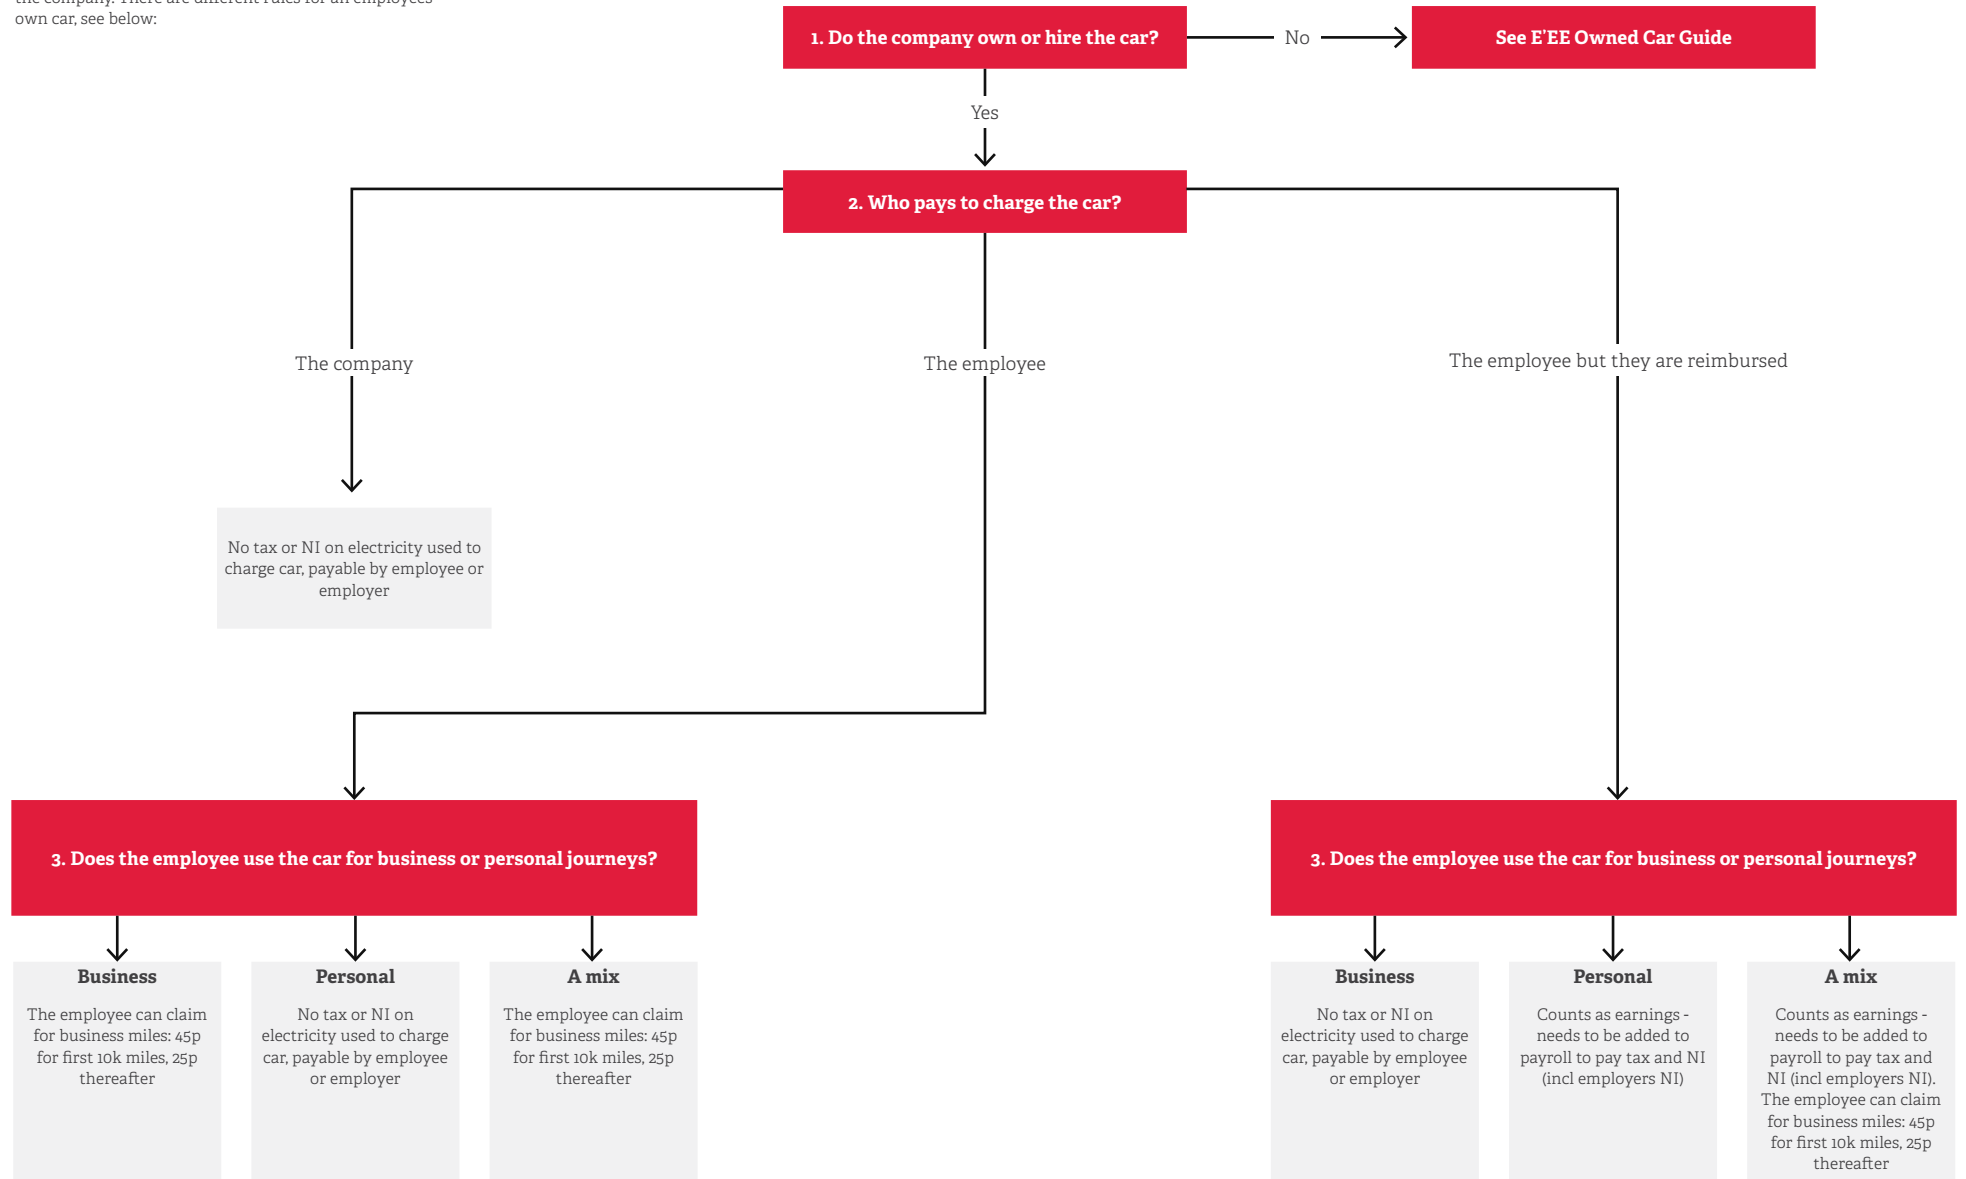 the company. There are different rules for an employees
own car, see below:
1. Do the company own or hire the car?
No
See E'EE Owned Car Guide
Yes
2. Who pays to charge the car?
The company
The employee
The employee but they are reimbursed
No tax or NI on electricity used to
charge car, payable by employee or
employer
3. Does the employee use the car for business or personal journeys?
Business
The employee can claim
for business miles: 45p
for first 10k miles, 25p
thereafter
Personal
No tax or NI on
electricity used to charge
car, payable by employee
or employer
A mix
The employee can claim
for business miles: 45p
for first 10k miles, 25p
thereafter
3. Does the employee use the car for business or personal journeys?
Business
No tax or NI on
electricity used to charge
car, payable by employee
or employer
Personal
Counts as earnings -
needs to be added to
payroll to pay tax and NI
(incl employers NI)
A mix
Counts as earnings -
needs to be added to
payroll to pay tax and
NI (incl employers NI).
The employee can claim
for business miles: 45p
for first 10k miles, 25p
thereafter